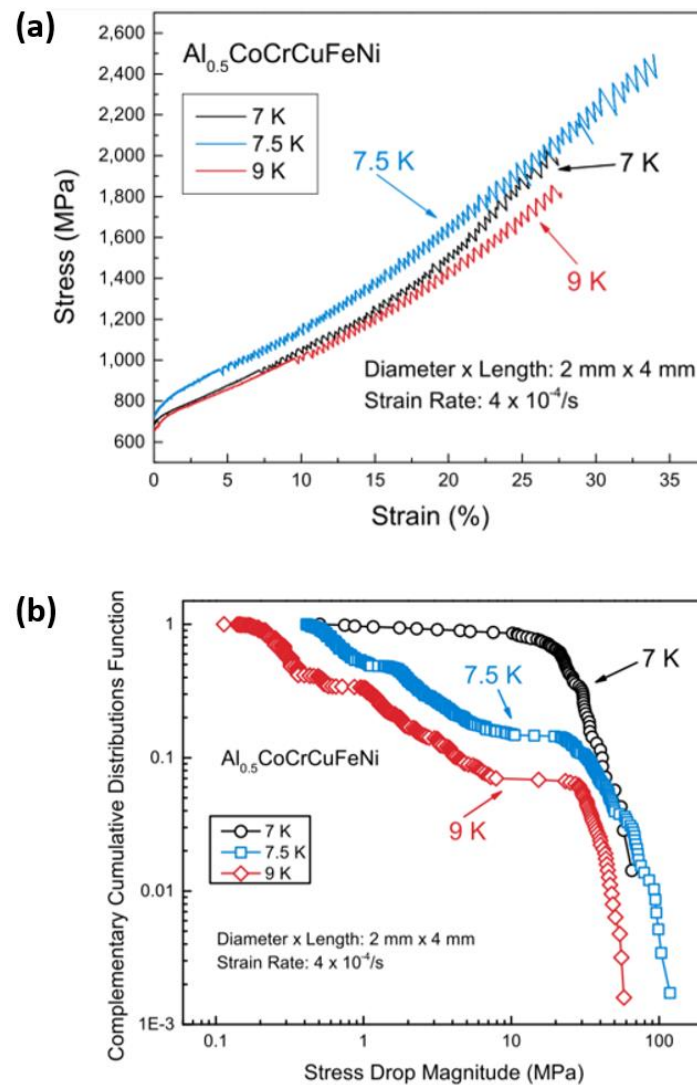 (a)
Al0.5CoCrCuFeNi
7 K
7.5 K
9 K
7.5 K
7 K
9 K
Diameter x Length: 2 mm x 4 mm
Strain Rate: 4 x 10⁻⁴/s
2,600
2,400
2,200
2,000
1,800
1,600
1,400
1,200
1,000
800
600
Stress (MPa)
0 5 10 15 20 25 30 35
Strain (%)
(b)
Complementary Cumulative Distributions Function
1
0.1
0.01
1E-3
7 K
7.5 K
Al0.5CoCrCuFeNi
9 K
7 K
7.5 K
9 K
Diameter x Length: 2 mm x 4 mm
Strain Rate: 4 x 10⁻⁴/s
0.1 1 10 100
Stress Drop Magnitude (MPa)